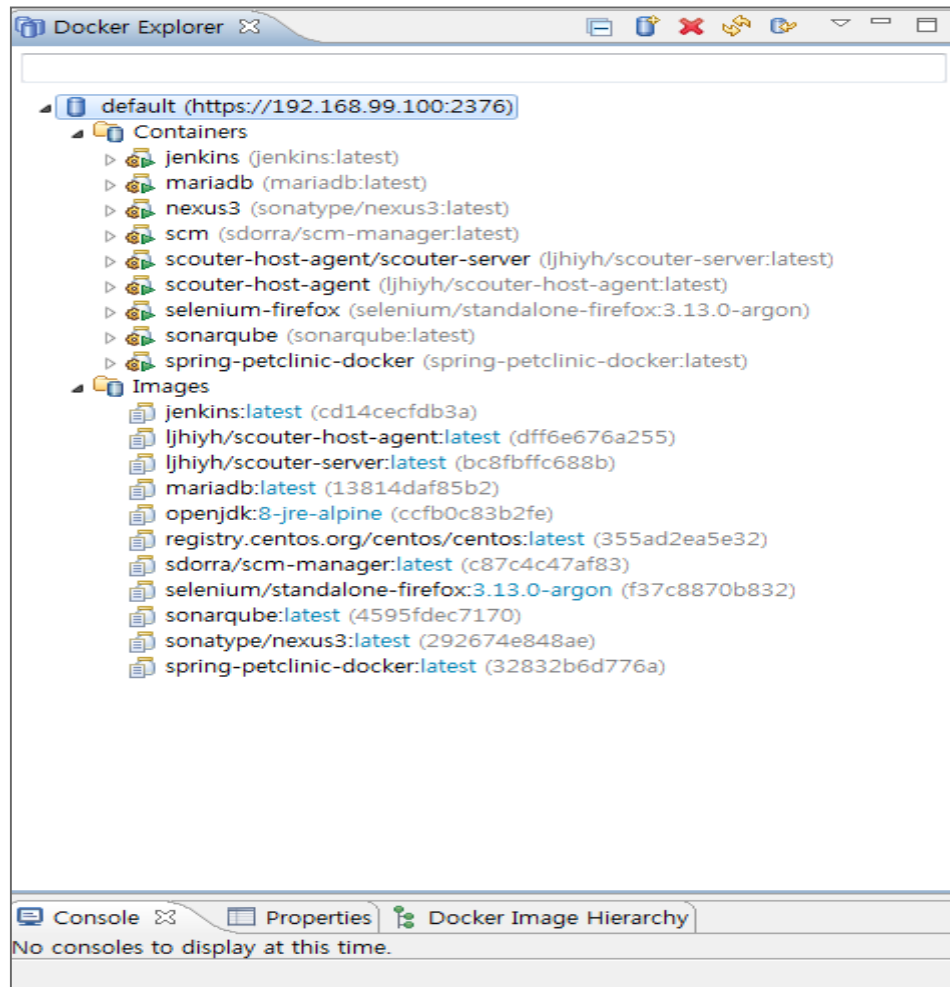 Docker Explorer
default (https://192.168.99.100:2376)
Containers
jenkins (jenkins:latest)
mariadb (mariadb:latest)
nexus3 (sonatype/nexus3:latest)
scm (sdorra/scm-manager:latest)
scouter-host-agent/scouter-server (ljhiyh/scouter-server:latest)
scouter-host-agent (ljhiyh/scouter-host-agent:latest)
selenium-firefox (selenium/standalone-firefox:3.13.0-argon)
sonarqube (sonarqube:latest)
spring-petclinic-docker (spring-petclinic-docker:latest)
Images
jenkins:latest (cd14cecfdb3a)
ljhiyh/scouter-host-agent:latest (dff6e676a255)
ljhiyh/scouter-server:latest (bc8fbffc688b)
mariadb:latest (13814daf85b2)
openjdk:8-jre-alpine (ccfb0c83b2fe)
registry.centos.org/centos/centos:latest (355ad2ea5e32)
sdorra/scm-manager:latest (c87c4c47af83)
selenium/standalone-firefox:3.13.0-argon (f37c8870b832)
sonarqube:latest (4595fdec7170)
sonatype/nexus3:latest (292674e848ae)
spring-petclinic-docker:latest (32832b6d776a)
Console Properties Docker Image Hierarchy
No consoles to display at this time.